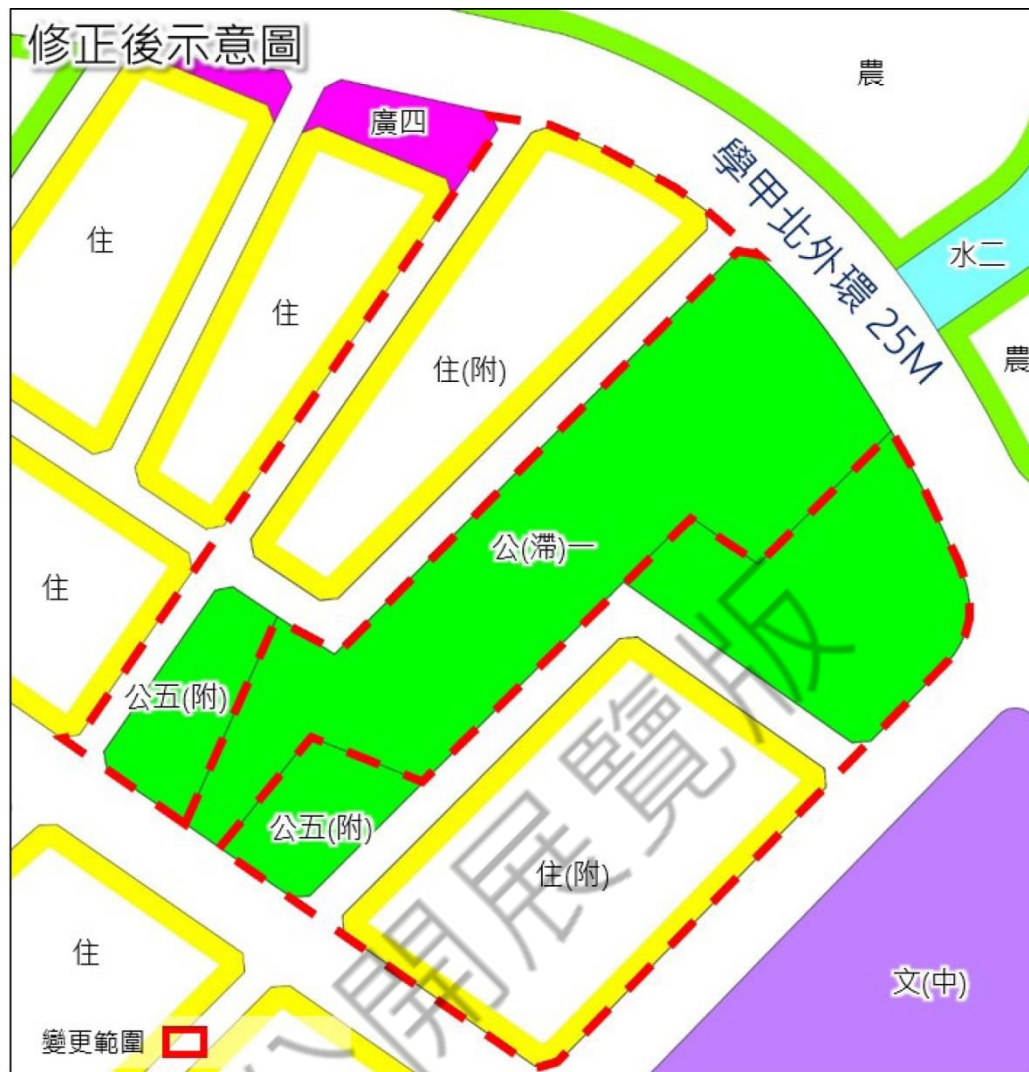 修正後示意圖
農
廣四
學甲北外環 25M
住
水二
住
住(附)
農
公(滯)一
住
公五(附)
公五(附)
住(附)
住
文(中)
變更範圍
公開展覽版